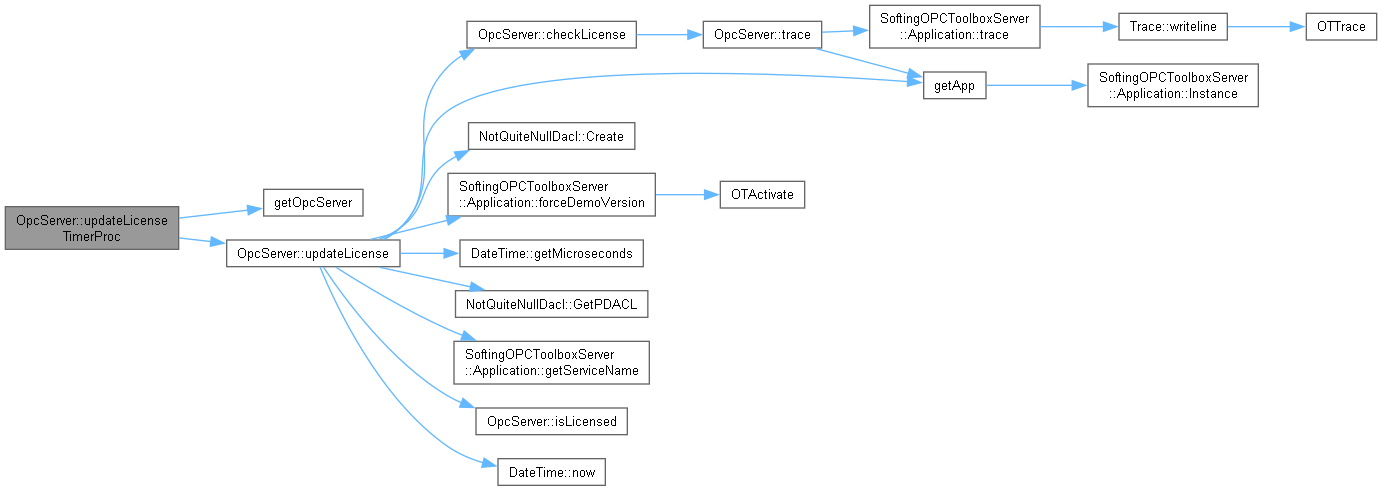 OpcServer::updateLicense
TimerProc
getOpcServer
OpcServer::updateLicense
OpcServer::checkLicense
OpcServer::trace
SoftingOPCToolboxServer
::Application::trace
Trace::writeline
OTTrace
getApp
SoftingOPCToolboxServer
::Application::Instance
NotQuiteNullDacl::Create
SoftingOPCToolboxServer
::Application::forceDemoVersion
OTActivate
DateTime::getMicroseconds
NotQuiteNullDacl::GetPDACL
SoftingOPCToolboxServer
::Application::getServiceName
OpcServer::isLicensed
DateTime::now